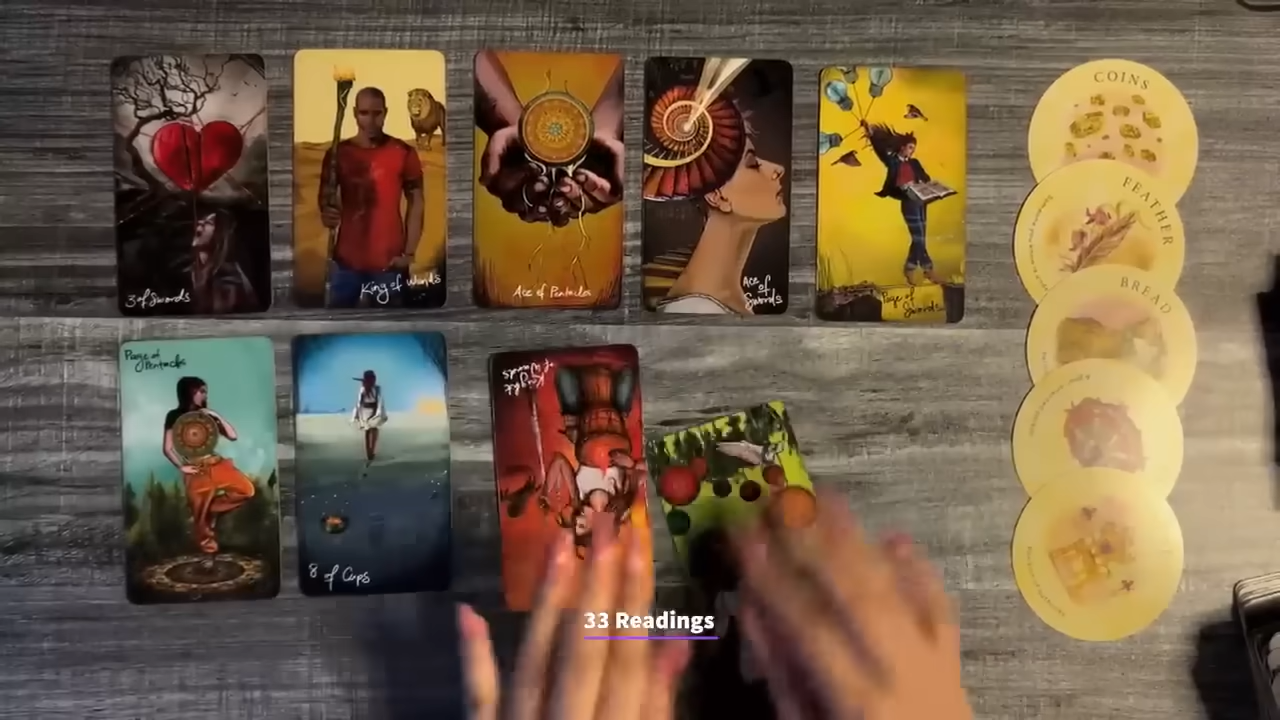 3 of Swords
King of Wands
Ace of Pentacles
Ace
of
Swords
Page of
Swords
COINS
FEATHER
BREAD
Page of
Pentacles
8 of Cups
Knight
of Wands
33 Readings